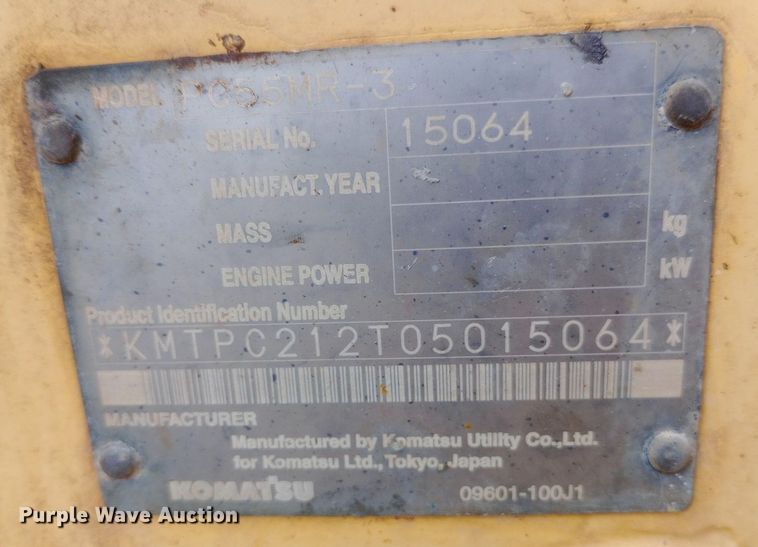 MODEL PC55MR-3
SERIAL No. 15064
MANUFACT. YEAR
MASS kg
ENGINE POWER kW
Product Identification Number
*KMTPC212T05015064*
MANUFACTURER
Manufactured by Komatsu Utility Co.,Ltd.
for Komatsu Ltd.,Tokyo,Japan
KOMATSU 09601-100J1
Purple Wave Auction